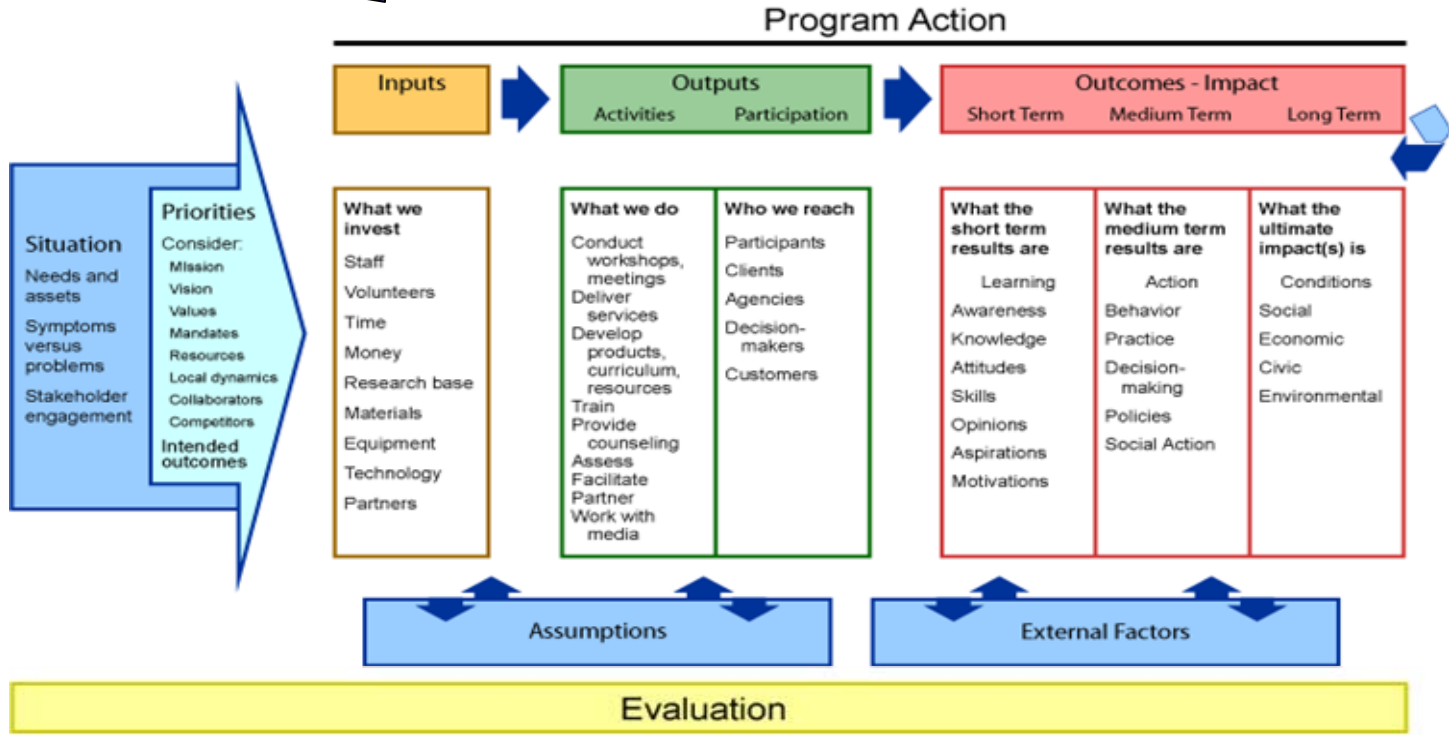 Program Action
Inputs
Outputs
Activities
Participation
Outcomes - Impact
Short Term
Medium Term
Long Term
Situation
Needs and
assets
Symptoms
versus
problems
Stakeholder
engagement
Priorities
Consider:
MIssion
Vision
Values
Mandates
Resources
Local dynamics
Collaborators
Competitors
Intended
outcomes
What we
invest
Staff
Volunteers
Time
Money
Research base
Materials
Equipment
Technology
Partners
What we do
Conduct
workshops,
meetings
Deliver
services
Develop
products,
curriculum,
resources
Train
Provide
counseling
Assess
Facilitate
Partner
Work with
media
Who we reach
Participants
Clients
Agencies
Decision-
makers
Customers
What the
short term
results are
Learning
Awareness
Knowledge
Attitudes
Skills
Opinions
Aspirations
Motivations
What the
medium term
results are
Action
Behavior
Practice
Decision-
making
Policies
Social Action
What the
ultimate
impact(s) is
Conditions
Social
Economic
Civic
Environmental
Assumptions
External Factors
Evaluation